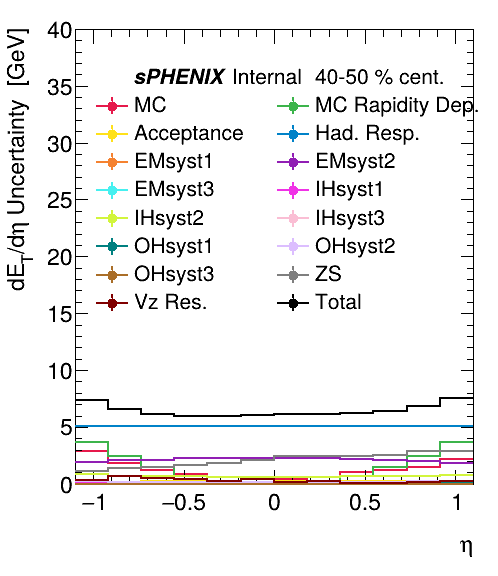 dE_T/dη Uncertainty [GeV]
sPHENIX Internal 40-50 % cent.
MC
MC Rapidity Dep.
Acceptance
Had. Resp.
EMsyst1
EMsyst2
EMsyst3
IHsyst1
IHsyst2
IHsyst3
OHsyst1
OHsyst2
OHsyst3
ZS
Vz Res.
Total
40
35
30
25
20
15
10
5
0
−1
−0.5
0
0.5
1
η